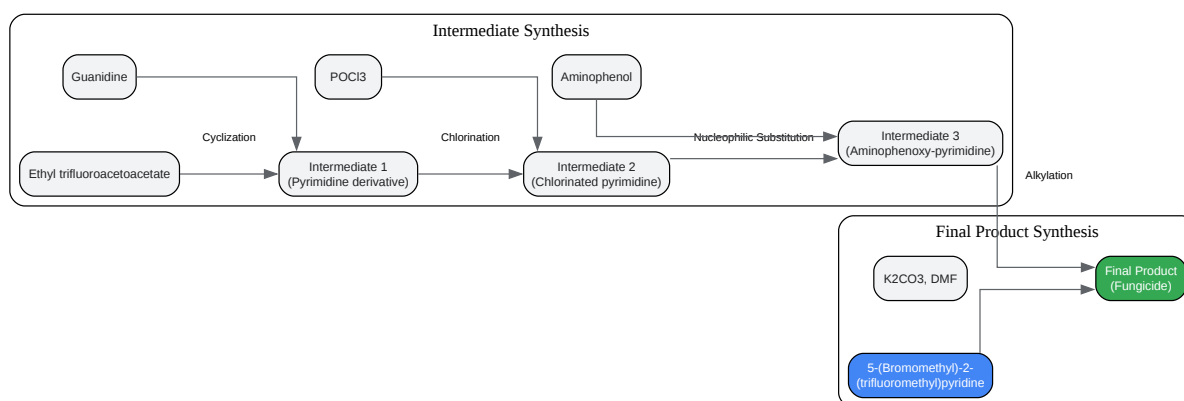 Intermediate Synthesis
Guanidine
POCl3
Aminophenol
Cyclization
Chlorination
Nucleophilic Substitution
Ethyl trifluoroacetoacetate
Intermediate 1
(Pyrimidine derivative)
Intermediate 2
(Chlorinated pyrimidine)
Intermediate 3
(Aminophenoxy-pyrimidine)
Alkylation
Final Product Synthesis
K2CO3, DMF
Final Product
(Fungicide)
5-(Bromomethyl)-2-
(trifluoromethyl)pyridine